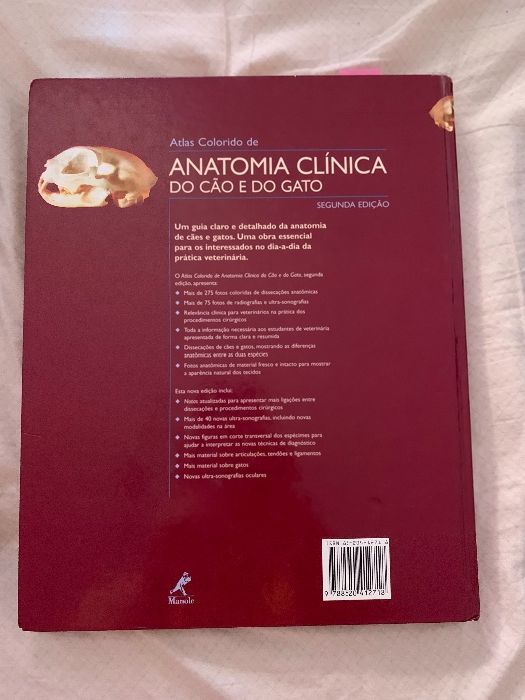 Atlas Colorido de
ANATOMIA CLÍNICA
DO CÃO E DO GATO
SEGUNDA EDIÇÃO
Um guia claro e detalhado da anatomia
de cães e gatos. Uma obra essencial
para os interessados no dia-a-dia da
prática veterinária.
O Atlas Colorido de Anatomia Clínica do Cão e do Gato, segunda
edição, apresenta:
Mais de 275 fotos coloridas de dissecações anatômicas
Mais de 75 fotos de radiografias e ultra-sonografias
Relevância clínica para veterinários na prática dos
procedimentos cirúrgicos
Toda a informação necessária aos estudantes de veterinária
apresentada de forma clara e resumida
Dissecações de cães e gatos, mostrando as diferenças
anatômicas entre as duas espécies
Fotos anatômicas de material fresco e intacto para mostrar
a aparência natural dos tecidos
Esta nova edição inclui:
Notas atualizadas para apresentar mais ligações entre
dissecações e procedimentos cirúrgicos
Mais de 40 novas ultra-sonografias, incluindo novas
modalidades na área
Novas figuras em corte transversal dos espécimes para
ajudar a interpretar as novas técnicas de diagnóstico
Mais material sobre articulações, tendões e ligamentos
Mais material sobre gatos
Novas ultra-sonografias oculares
Manole
ISBN
9 788520 412718